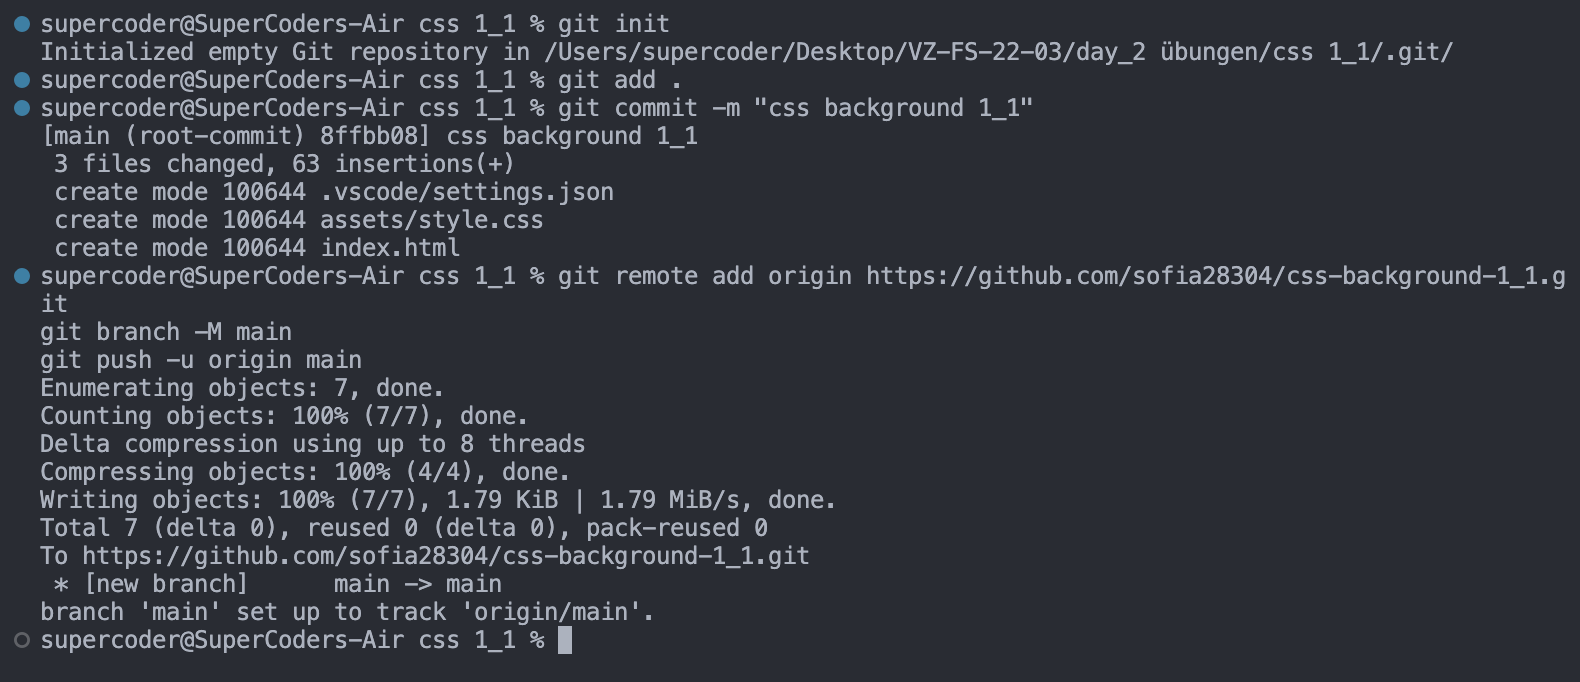 supercoder@SuperCoders-Air css 1_1 % git init
Initialized empty Git repository in /Users/supercoder/Desktop/VZ-FS-22-03/day_2 übungen/css 1_1/.git/
supercoder@SuperCoders-Air css 1_1 % git add .
supercoder@SuperCoders-Air css 1_1 % git commit -m "css background 1_1"
[main (root-commit) 8ffbb08] css background 1_1
 3 files changed, 63 insertions(+)
 create mode 100644 .vscode/settings.json
 create mode 100644 assets/style.css
 create mode 100644 index.html
supercoder@SuperCoders-Air css 1_1 % git remote add origin https://github.com/sofia28304/css-background-1_1.g
it
git branch -M main
git push -u origin main
Enumerating objects: 7, done.
Counting objects: 100% (7/7), done.
Delta compression using up to 8 threads
Compressing objects: 100% (4/4), done.
Writing objects: 100% (7/7), 1.79 KiB | 1.79 MiB/s, done.
Total 7 (delta 0), reused 0 (delta 0), pack-reused 0
To https://github.com/sofia28304/css-background-1_1.git
 * [new branch]      main -> main
branch 'main' set up to track 'origin/main'.
supercoder@SuperCoders-Air css 1_1 %